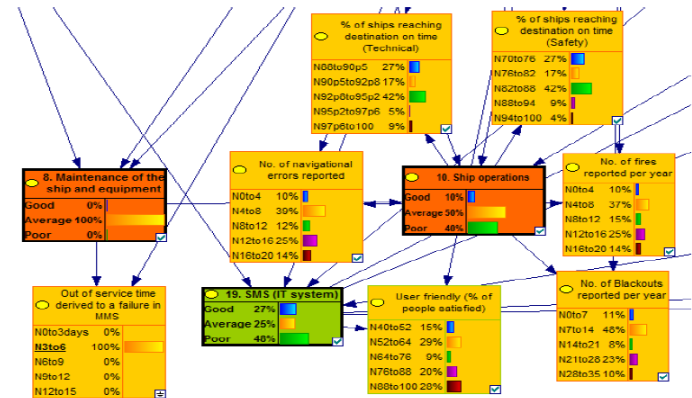 % of ships reaching
destination on time
(Technical)
N88to90p5 27%
N90p5to92p8 17%
N92p8to95p2 42%
N95p2to97p6 5%
N97p6to100 9%
% of ships reaching
destination on time
(Safety)
N70to76 27%
N76to82 17%
N82to88 42%
N88to94 9%
N94to100 4%
8. Maintenance of the
ship and equipment
Good 0%
Average 100%
Poor 0%
No. of navigational
errors reported
N0to4 10%
N4to8 39%
N8to12 12%
N12to16 25%
N16to20 14%
10. Ship operations
Good 10%
Average 50%
Poor 40%
No. of fires
reported per year
N0to4 10%
N4to8 37%
N8to12 15%
N12to16 25%
N16to20 14%
Out of service time
derived to a failure in
MMS
N0to3days 0%
N3to6 100%
N6to9 0%
N9to12 0%
N12to15 0%
19. SMS (IT system)
Good 27%
Average 25%
Poor 48%
User friendly (% of
people satisfied)
N40to52 15%
N52to64 29%
N64to76 9%
N76to88 20%
N88to100 28%
No. of Blackouts
reported per year
N0to7 11%
N7to14 48%
N14to21 8%
N21to28 23%
N28to35 10%